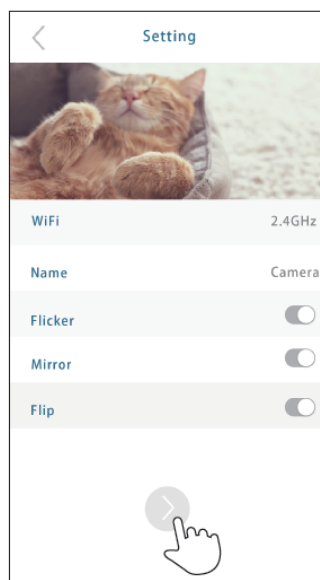 Setting
WiFi 2.4GHz
Name Camera
Flicker
Mirror
Flip